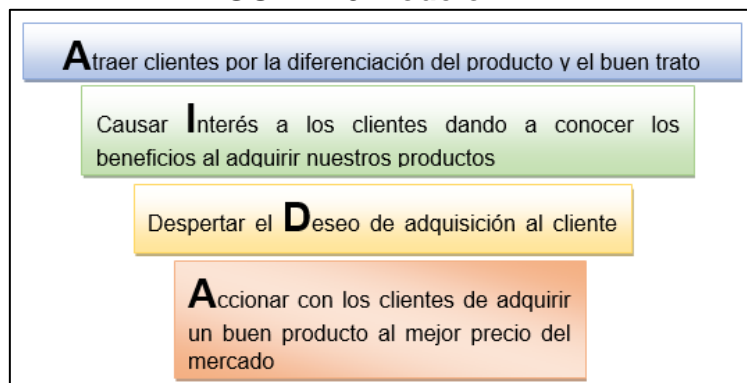 Atraer clientes por la diferenciación del producto y el buen trato
Causar Interés a los clientes dando a conocer los
beneficios al adquirir nuestros productos
Despertar el Deseo de adquisición al cliente
Accionar con los clientes de adquirir
un buen producto al mejor precio del
mercado